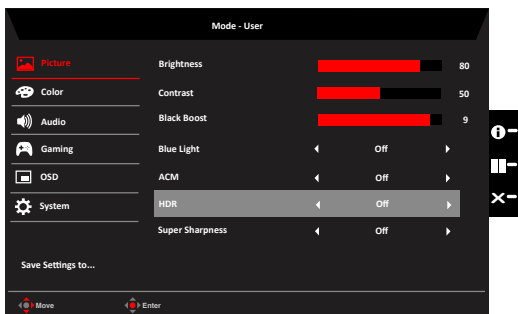 Mode - User
Picture
Color
Audio
Gaming
OSD
System
Save Settings to...
Brightness 80
Contrast 50
Black Boost 9
Blue Light Off
ACM Off
HDR Off
Super Sharpness Off
Move Enter